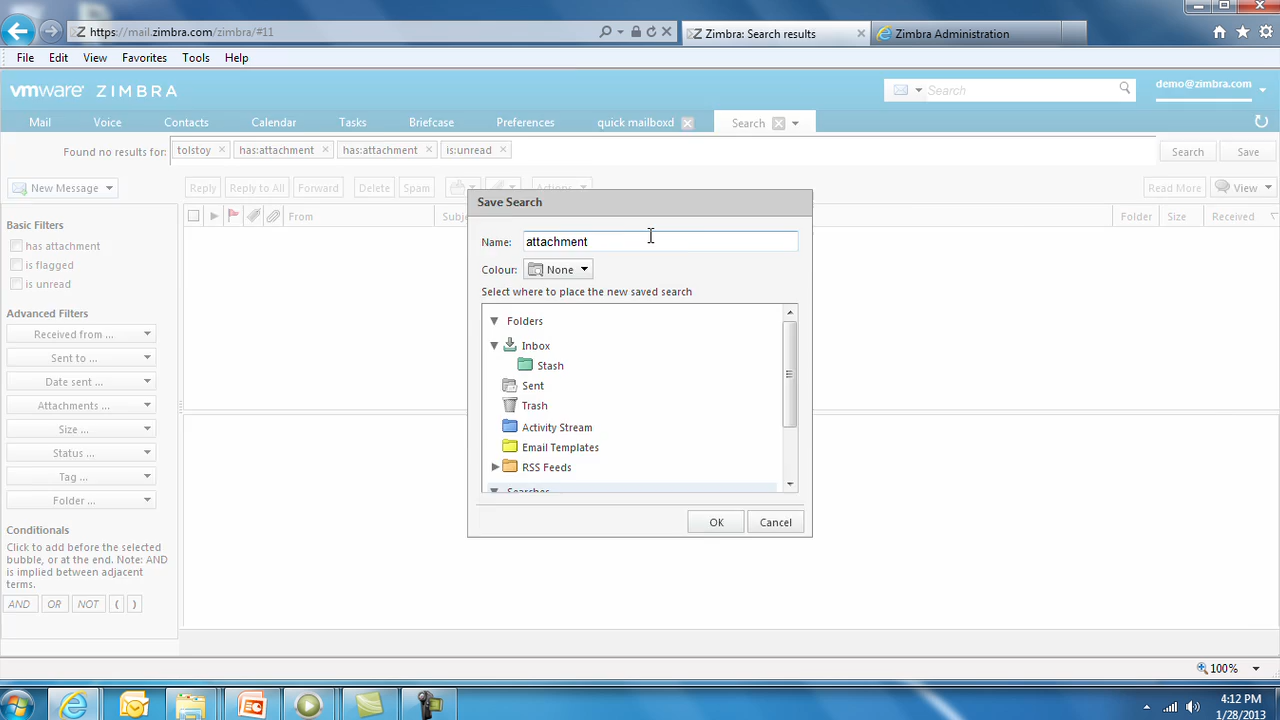 https://mail.zimbra.com/zimbra/#11
Zimbra: Search results
Zimbra Administration
File Edit View Favorites Tools Help
vmware ZIMBRA
Search
demo@zimbra.com
Mail Voice Contacts Calendar Tasks Briefcase Preferences quick mailboxd Search
Found no results for: tolstoy has:attachment has:attachment is:unread Search Save
New Message Reply Reply to All Forward Delete Spam Actions Read More View
From Subj Folder Size Received
Basic Filters
has attachment
is flagged
is unread
Advanced Filters
Received from ...
Sent to ...
Date sent ...
Attachments ...
Size ...
Status ...
Tag ...
Folder ...
Conditionals
Click to add before the selected
bubble, or at the end. Note: AND
is implied between adjacent
terms.
AND OR NOT ( )
Save Search
Name: attachment
Colour: None
Select where to place the new saved search
Folders
Inbox
Stash
Sent
Trash
Activity Stream
Email Templates
RSS Feeds
Searches
OK Cancel
100%
4:12 PM
1/28/2013